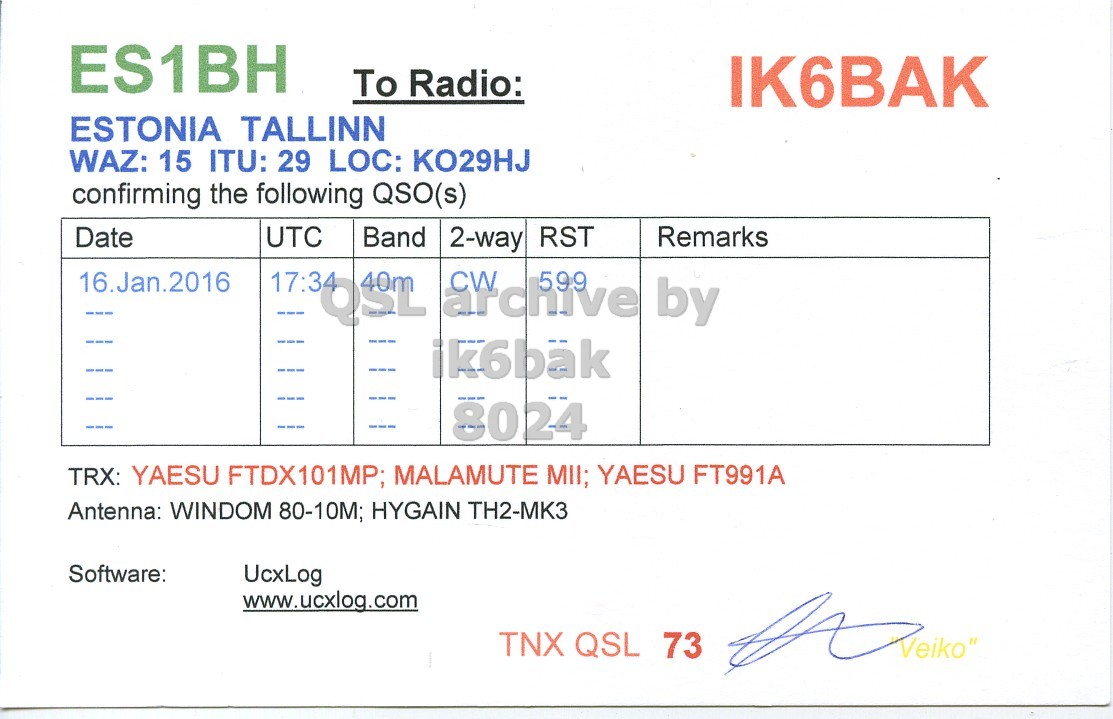 ES1BH To Radio: IK6BAK
ESTONIA TALLINN
WAZ: 15 ITU: 29 LOC: KO29HJ
confirming the following QSO(s)
Date UTC Band 2-way RST Remarks
16.Jan.2016 17:34 40m CW 599
--- --- --- --- --
--- --- --- --- --
--- --- --- --- --
--- --- --- --- --
--- --- --- --- --
QSL archive by
ik6bak
8024
TRX: YAESU FTDX101MP; MALAMUTE MII; YAESU FT991A
Antenna: WINDOM 80-10M; HYGAIN TH2-MK3
Software: UcxLog
www.ucxlog.com
TNX QSL 73 "Veiko"